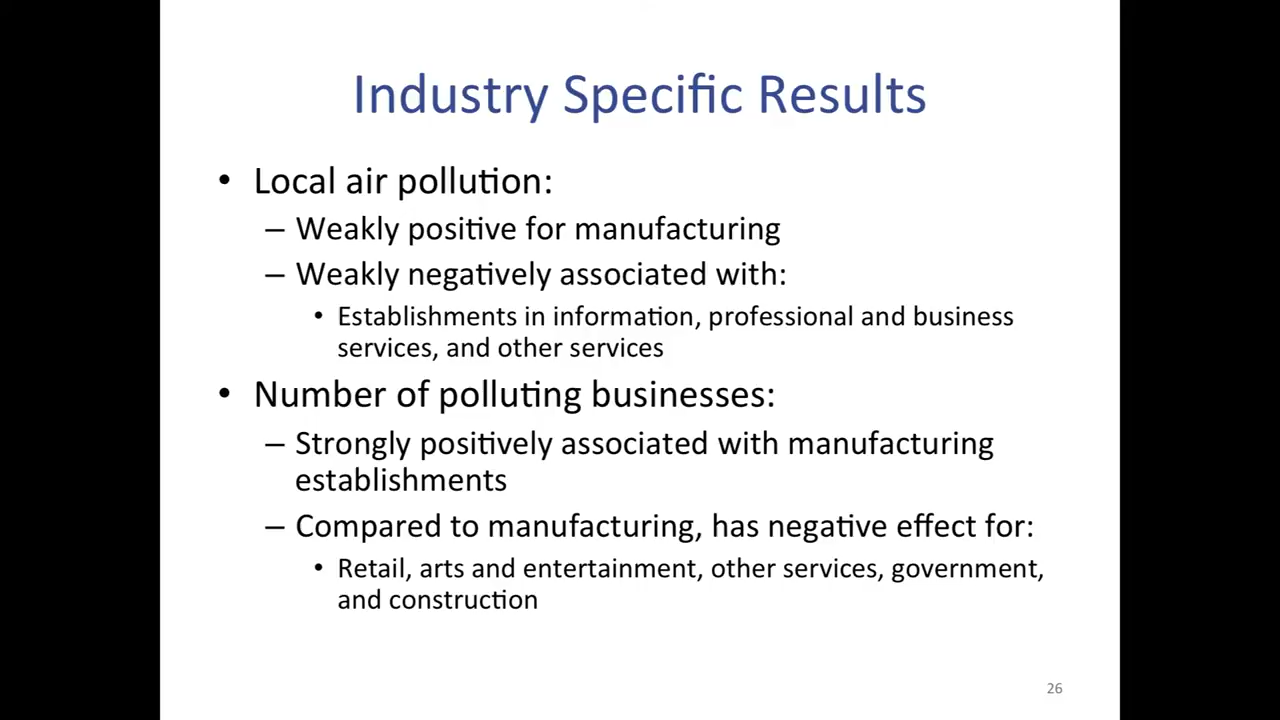 Industry Specific Results
• Local air pollution:
– Weakly positive for manufacturing
– Weakly negatively associated with:
• Establishments in information, professional and business
services, and other services
• Number of polluting businesses:
– Strongly positively associated with manufacturing
establishments
– Compared to manufacturing, has negative effect for:
• Retail, arts and entertainment, other services, government,
and construction
26